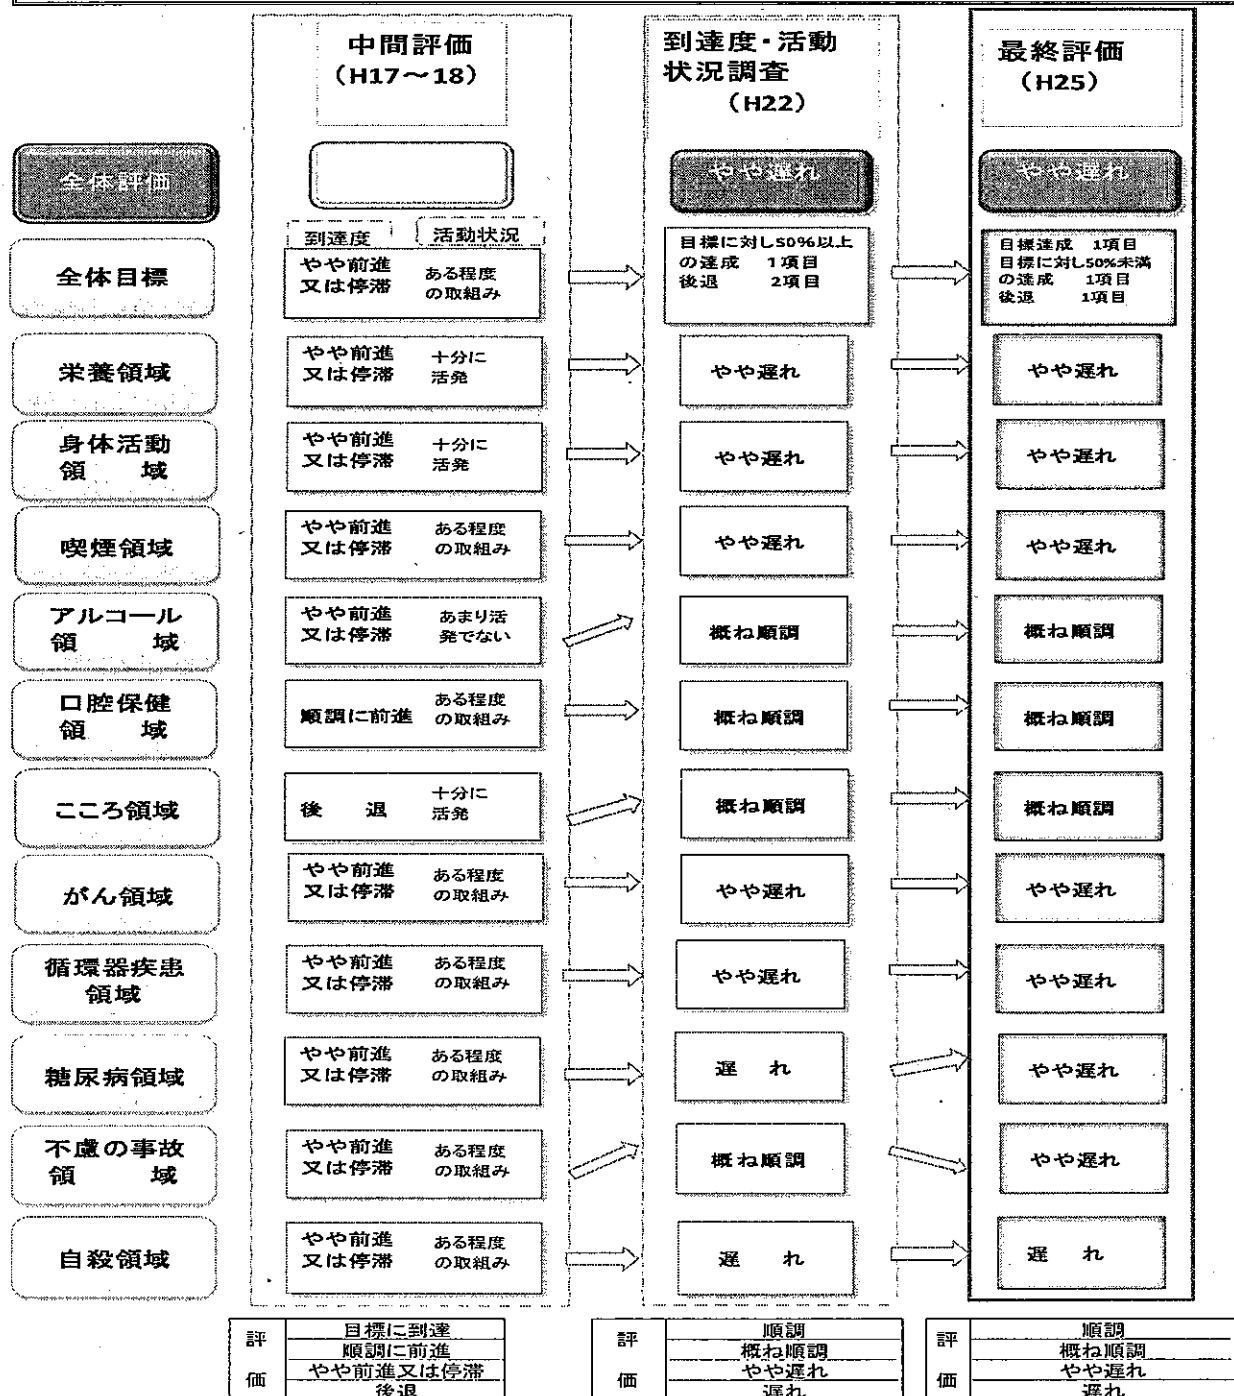 中間評価
(H17～18)
到達度・活動
状況調査
(H22)
最終評価
(H25)
全体評価
やや遅れ
やや遅れ
到達度
活動状況
全体目標
やや前進
又は停滞
ある程度
の取組み
目標に対し50%以上
の達成 1項目
後退 2項目
目標達成 1項目
目標に対し50%未満
の達成 1項目
後退 1項目
栄養領域
やや前進
又は停滞
十分に
活発
やや遅れ
やや遅れ
身体活動
領 域
やや前進
又は停滞
十分に
活発
やや遅れ
やや遅れ
喫煙領域
やや前進
又は停滞
ある程度
の取組み
やや遅れ
やや遅れ
アルコール
領 域
やや前進
又は停滞
あまり活
発でない
概ね順調
概ね順調
口腔保健
領 域
順調に前進
ある程度
の取組み
概ね順調
概ね順調
こころ領域
後 退
十分に
活発
概ね順調
概ね順調
がん領域
やや前進
又は停滞
ある程度
の取組み
やや遅れ
やや遅れ
循環器疾患
領域
やや前進
又は停滞
ある程度
の取組み
やや遅れ
やや遅れ
糖尿病領域
やや前進
又は停滞
ある程度
の取組み
遅 れ
やや遅れ
不慮の事故
領 域
やや前進
又は停滞
ある程度
の取組み
概ね順調
やや遅れ
自殺領域
やや前進
又は停滞
ある程度
の取組み
遅 れ
遅 れ
評価
目標に到達
順調に前進
やや前進又は停滞
後退
評価
順調
概ね順調
やや遅れ
遅れ
評価
順調
概ね順調
やや遅れ
遅れ